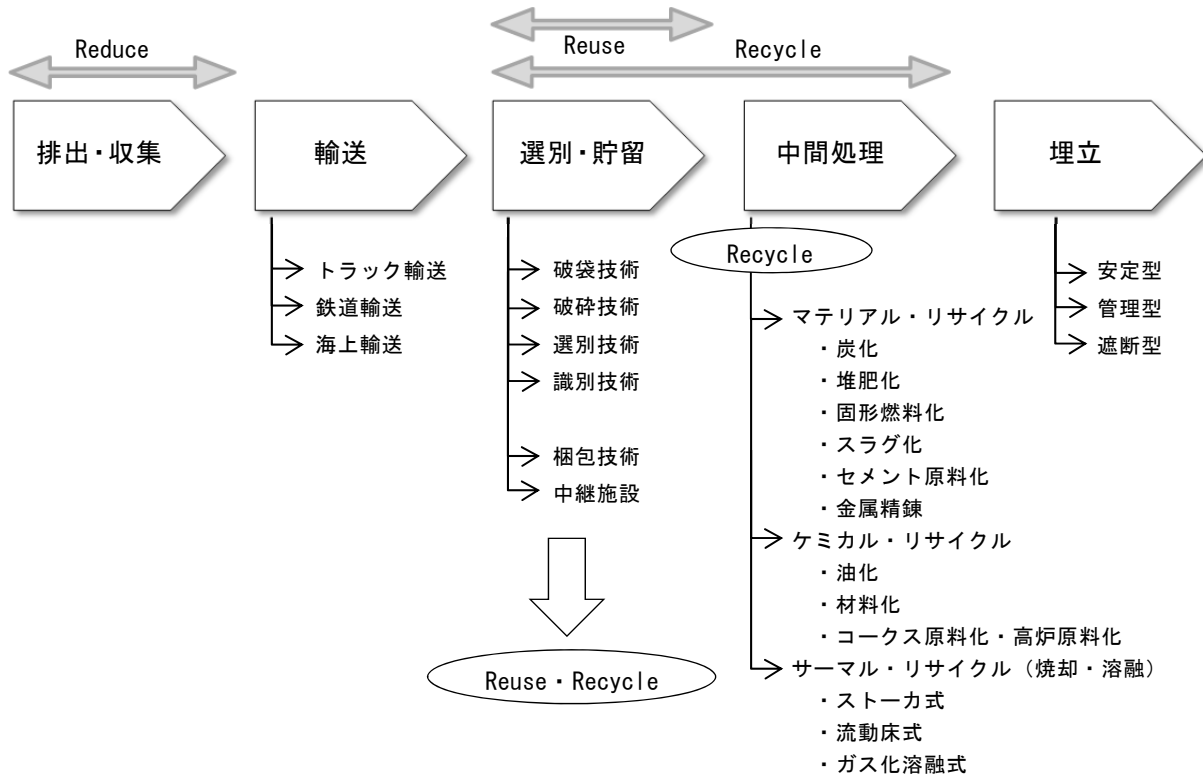 Reduce
Reuse
Recycle
排出・収集
輸送
選別・貯留
中間処理
埋立
トラック輸送
鉄道輸送
海上輸送
破袋技術
破砕技術
選別技術
識別技術
梱包技術
中継施設
Reuse・Recycle
Recycle
マテリアル・リサイクル
・炭化
・堆肥化
・固形燃料化
・スラグ化
・セメント原料化
・金属精錬
ケミカル・リサイクル
・油化
・材料化
・コークス原料化・高炉原料化
サーマル・リサイクル（焼却・溶融）
・ストーカ式
・流動床式
・ガス化溶融式
安定型
管理型
遮断型